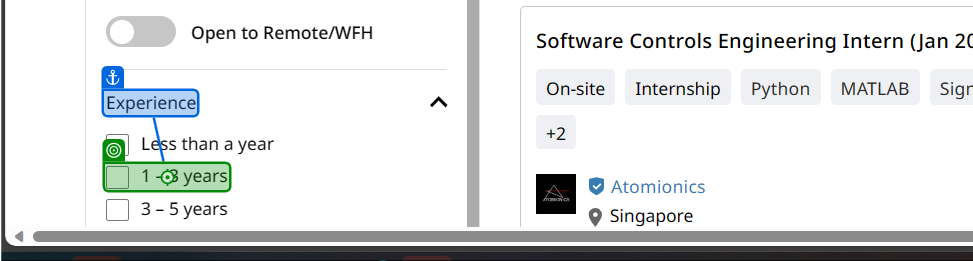 Open to Remote/WFH
Experience
Less than a year
1 – 3 years
3 – 5 years
Software Controls Engineering Intern (Jan 20
On-site
Internship
Python
MATLAB
Sign
+2
ATOMIONICS
Atomionics
Singapore